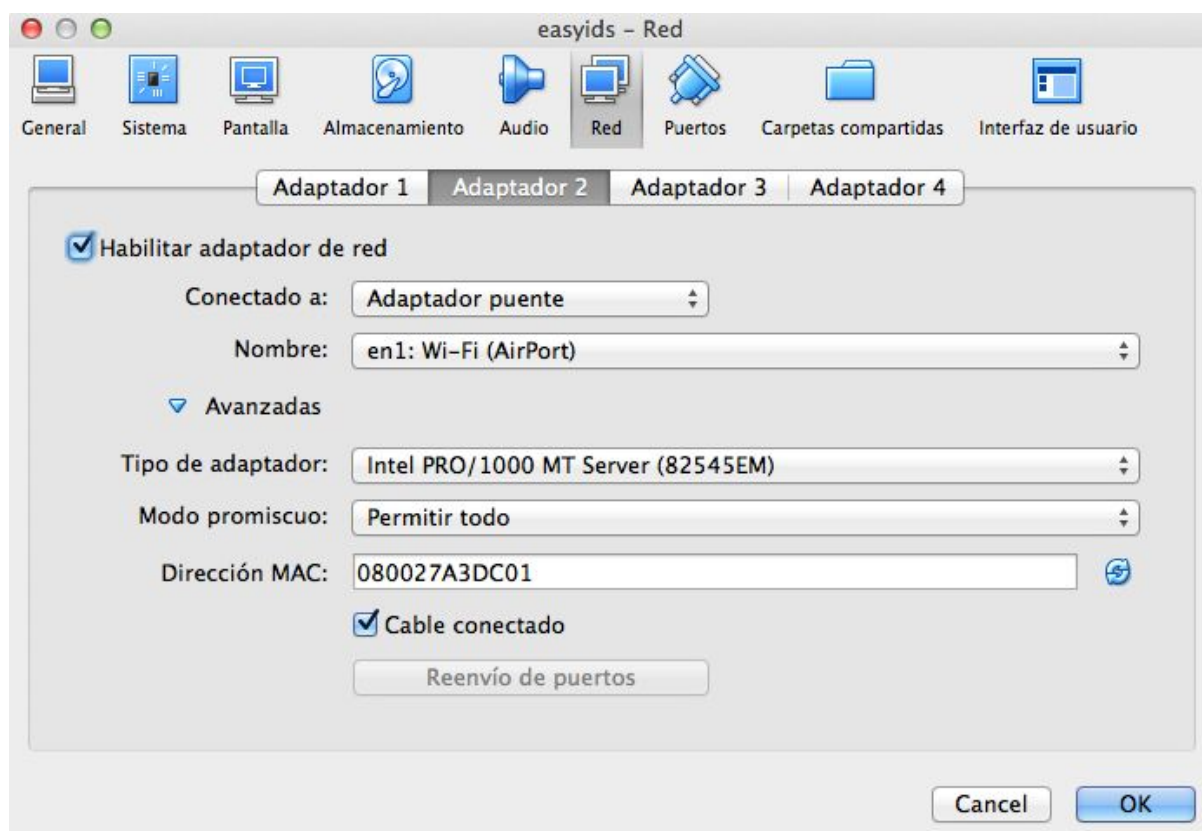 easyids – Red
General Sistema Pantalla Almacenamiento Audio Red Puertos Carpetas compartidas Interfaz de usuario
Adaptador 1 Adaptador 2 Adaptador 3 Adaptador 4
Habilitar adaptador de red
Conectado a: Adaptador puente
Nombre: en1: Wi-Fi (AirPort)
Avanzadas
Tipo de adaptador: Intel PRO/1000 MT Server (82545EM)
Modo promiscuo: Permitir todo
Dirección MAC: 080027A3DC01
Cable conectado
Reenvío de puertos
Cancel OK